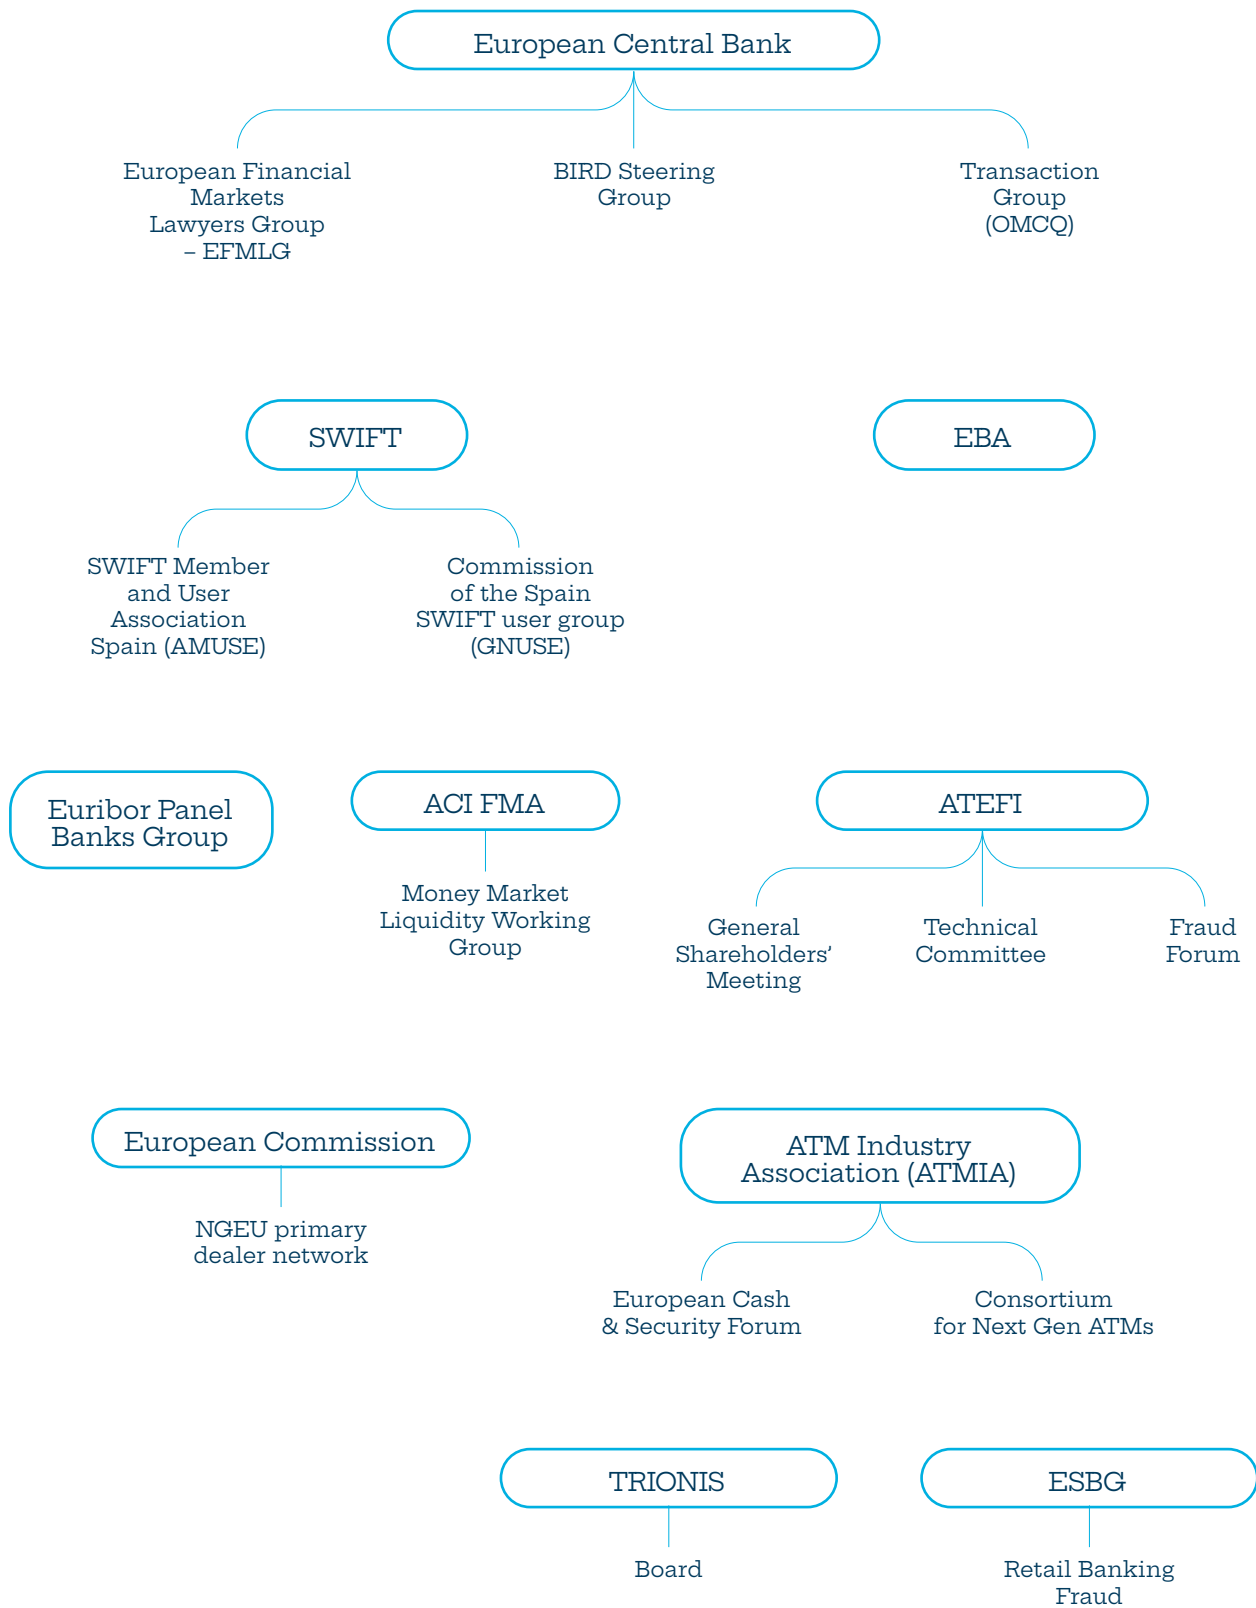 European Central Bank
European Financial
Markets
Lawyers Group
– EFMLG
BIRD Steering
Group
Transaction
Group
(OMCQ)
SWIFT
EBA
SWIFT Member
and User
Association
Spain (AMUSE)
Commission
of the Spain
SWIFT user group
(GNUSE)
Euribor Panel
Banks Group
ACI FMA
ATEFI
Money Market
Liquidity Working
Group
General
Shareholders’
Meeting
Technical
Committee
Fraud
Forum
European Commission
ATM Industry
Association (ATMIA)
NGEU primary
dealer network
European Cash
& Security Forum
Consortium
for Next Gen ATMs
TRIONIS
ESBG
Board
Retail Banking
Fraud